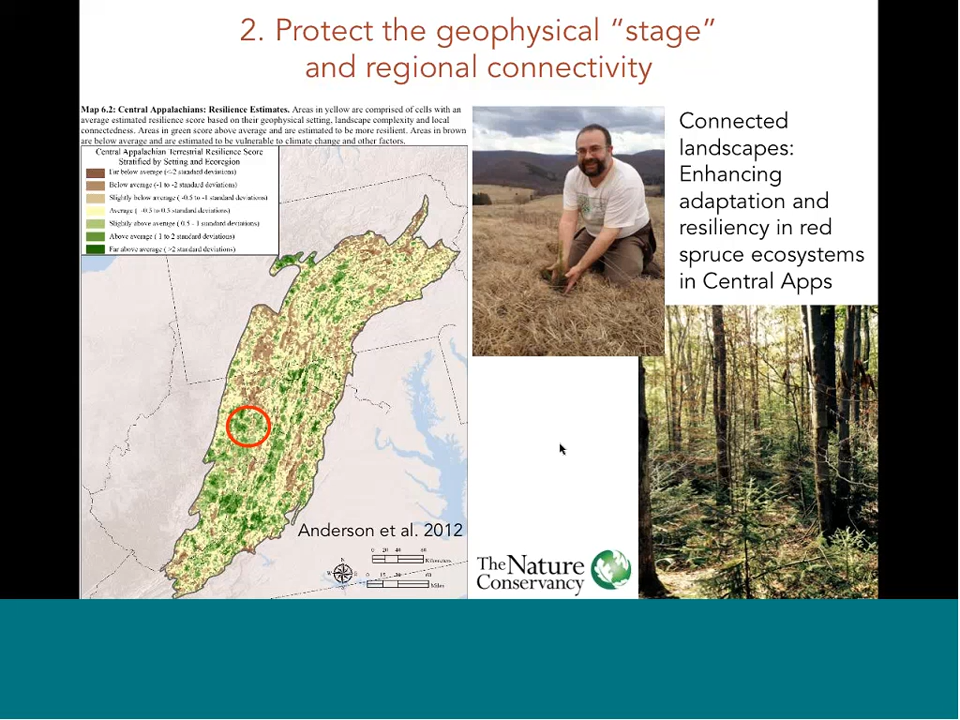 2. Protect the geophysical “stage”
and regional connectivity
Map 6.2: Central Appalachians: Resilience Estimates. Areas in yellow are comprised of cells with an
average estimated resilience score based on their geophysical setting, landscape complexity and local
connectedness. Areas in green score above average and are estimated to be more resilient. Areas in brown
are below average and are estimated to be vulnerable to climate change and other factors.
Central Appalachian Terrestrial Resilience Score
Stratified by Setting and Ecoregion
Far below average (<-2 standard deviations)
Below average (-1 to -2 standard deviations)
Slightly below average ( -0.5 to -1 standard deviations)
Average ( -0.5 to 0.5 standard deviations)
Slightly above average ( 0.5 - 1 standard deviations)
Above average ( 1 to 2 standard deviations)
Far above average ( >2 standard deviations)
Anderson et al. 2012
N
W
S
0 20 40
Kilometers
0
60
Miles
Connected
landscapes:
Enhancing
adaptation and
resiliency in red
spruce ecosystems
in Central Apps
The Nature
Conservancy